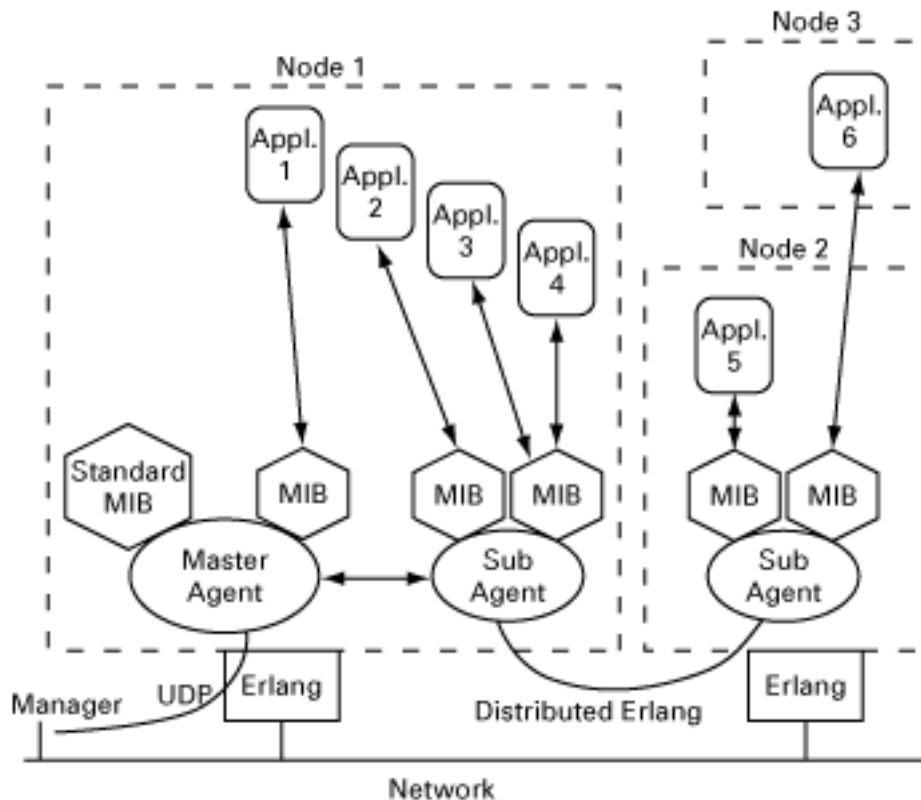 Node 3
Node 1
Appl.
6
Appl.
1
Appl.
2
Appl.
3
Appl.
4
Node 2
Appl.
5
Standard
MIB
MIB
MIB
MIB
MIB
MIB
Master
Agent
Sub
Agent
Sub
Agent
Manager
UDP
Erlang
Distributed Erlang
Erlang
Network